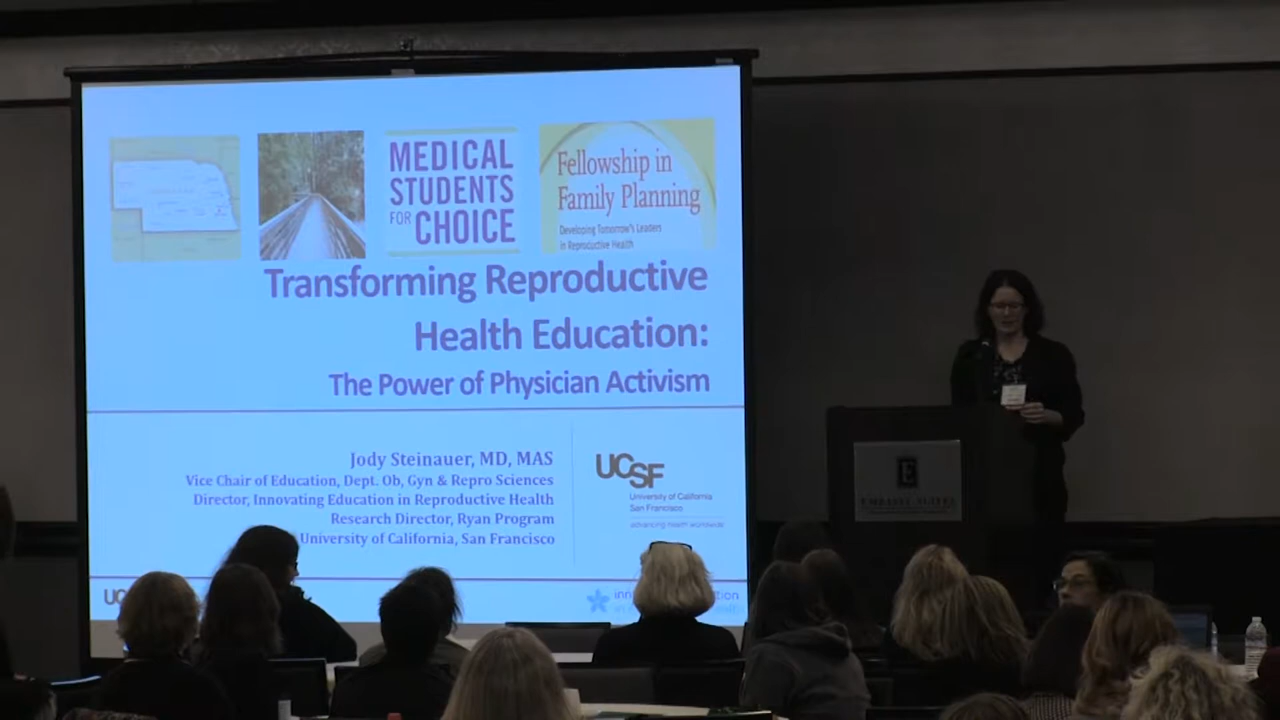 MEDICAL
STUDENTS
FOR CHOICE
Fellowship in
Family Planning
Developing Tomorrow's Leaders
in Reproductive Health
Transforming Reproductive
Health Education:
The Power of Physician Activism
Jody Steinauer, MD, MAS
Vice Chair of Education, Dept. Ob, Gyn & Repro Sciences
Director, Innovating Education in Reproductive Health
Research Director, Ryan Program
University of California, San Francisco
UCSF
University of California
San Francisco
advancing health worldwide
E
EMBASSY SUITES